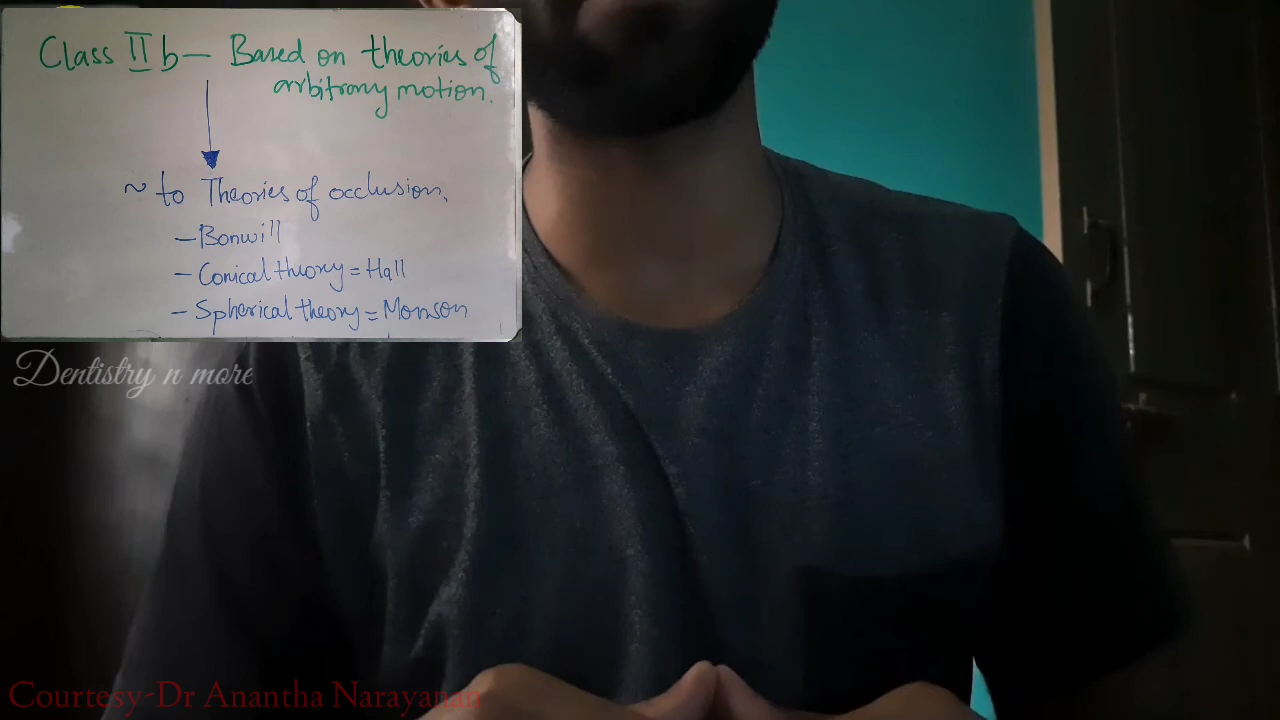 Class II b— Based on theories of
arbitrary motion.
~ to Theories of occlusion.
— Bonwill
— Conical theory = Hall
— Spherical theory = Monson
Dentistry n more
Courtesy-Dr Anantha Narayanan